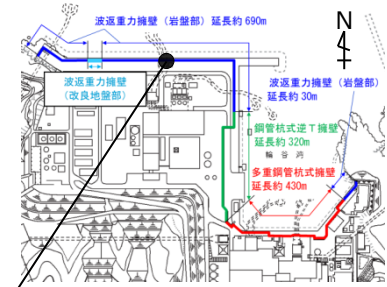 波返重力擁壁（岩盤部）延長約 690m
N
波返重力擁壁
（改良地盤部）
波返重力擁壁（岩盤部）
延長約 30m
鋼管杭式逆T擁壁
延長約 320m
輪谷湾
多重鋼管杭式擁壁
延長約 430m